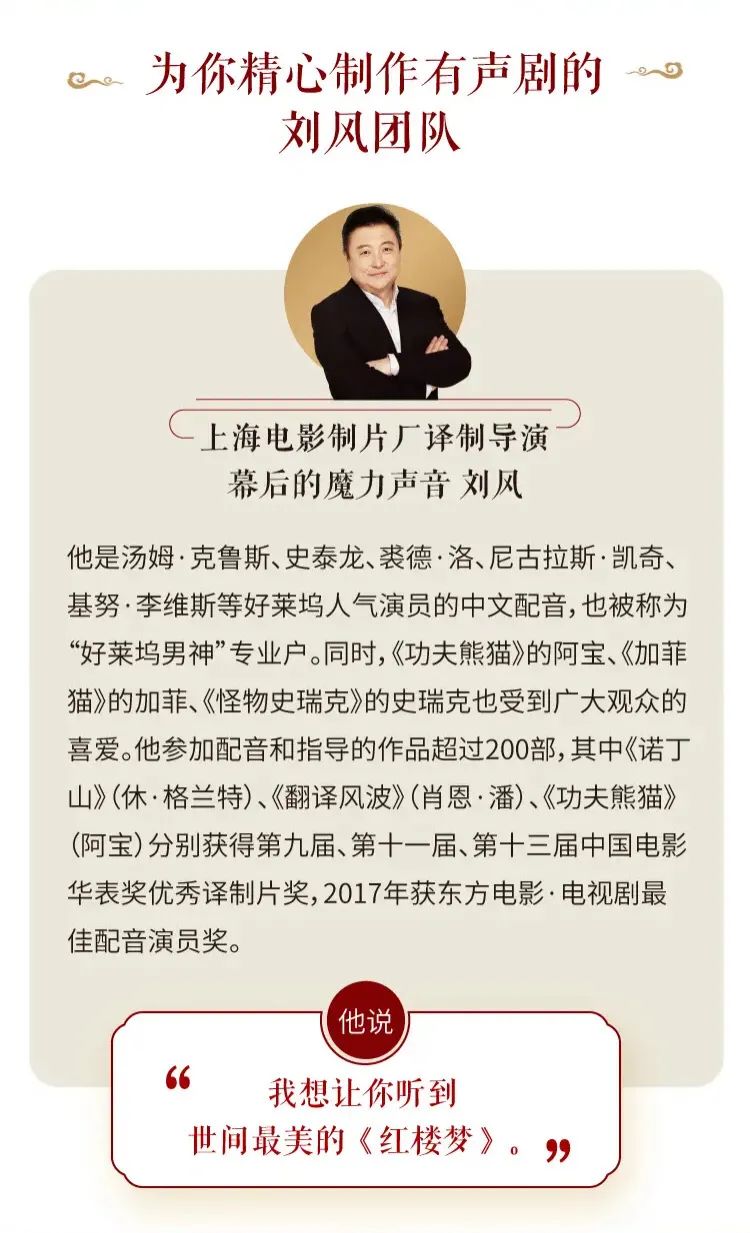 为你精心制作有声剧的
刘风团队
上海电影制片厂译制导演
幕后的魔力声音 刘风
他是汤姆·克鲁斯、史泰龙、裘德·洛、尼古拉斯·凯奇、
基努·李维斯等好莱坞人气演员的中文配音，也被称为
“好莱坞男神”专业户。同时，《功夫熊猫》的阿宝、《加菲
猫》的加菲、《怪物史瑞克》的史瑞克也受到广大观众的
喜爱。他参加配音和指导的作品超过200部，其中《诺丁
山》（休·格兰特）、《翻译风波》（肖恩·潘）、《功夫熊猫》
（阿宝）分别获得第九届、第十一届、第十三届中国电影
华表奖优秀译制片奖，2017年获东方电影·电视剧最
佳配音演员奖。
他说
“我想让你听到
世间最美的《红楼梦》。”